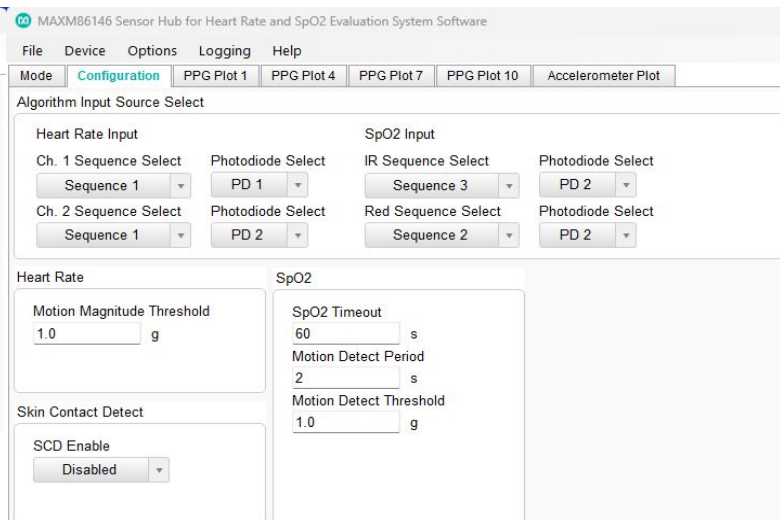 MAXM86146 Sensor Hub for Heart Rate and SpO2 Evaluation System Software
File Device Options Logging Help
Mode Configuration PPG Plot 1 PPG Plot 4 PPG Plot 7 PPG Plot 10 Accelerometer Plot
Algorithm Input Source Select
Heart Rate Input SpO2 Input
Ch. 1 Sequence Select Photodiode Select IR Sequence Select Photodiode Select
Sequence 1 PD 1 Sequence 3 PD 2
Ch. 2 Sequence Select Photodiode Select Red Sequence Select Photodiode Select
Sequence 1 PD 2 Sequence 2 PD 2
Heart Rate
Motion Magnitude Threshold
1.0 g
SpO2
SpO2 Timeout
60 s
Motion Detect Period
2 s
Motion Detect Threshold
1.0 g
Skin Contact Detect
SCD Enable
Disabled